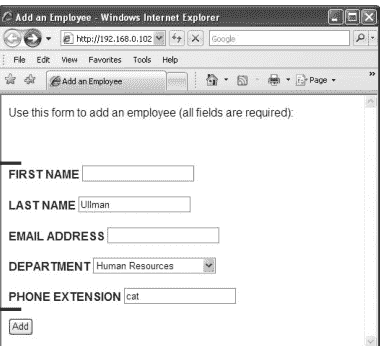 Add an Employee - Windows Internet Explorer
http://192.168.0.102
Google
File Edit View Favorites Tools Help
Add an Employee
Page
Use this form to add an employee (all fields are required):
FIRST NAME
LAST NAME Ullman
EMAIL ADDRESS
DEPARTMENT Human Resources
PHONE EXTENSION cat
Add